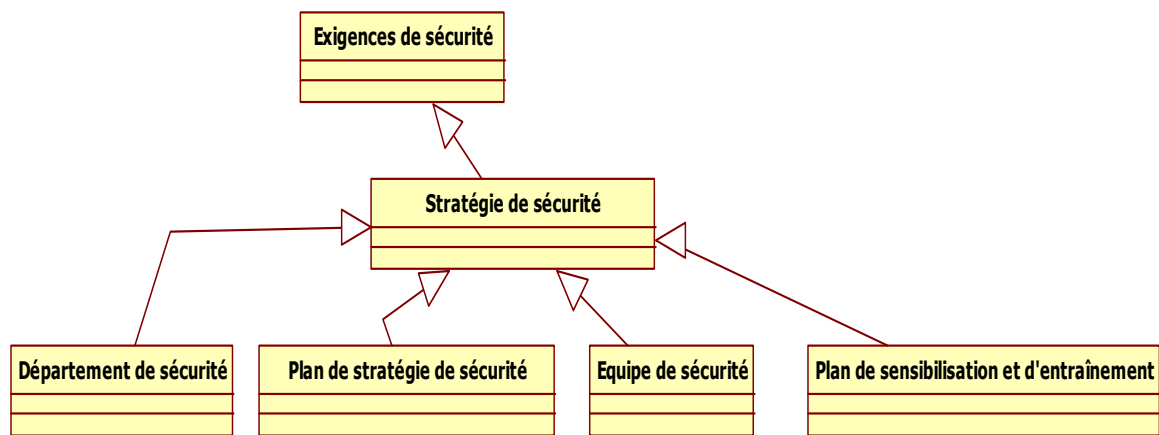 Exigences de sécurité
Stratégie de sécurité
Département de sécurité
Plan de stratégie de sécurité
Equipe de sécurité
Plan de sensibilisation et d'entraînement